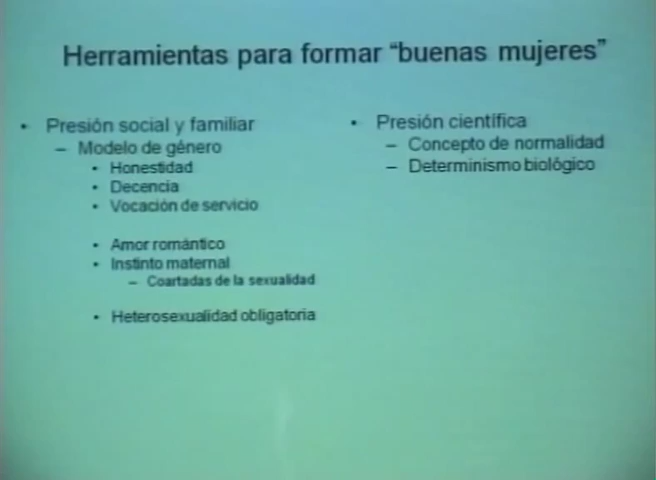 Herramientas para formar “buenas mujeres”
• Presión social y familiar
– Modelo de género
• Honestidad
• Decencia
• Vocación de servicio
• Amor romántico
• Instinto maternal
– Coartadas de la sexualidad
• Heterosexualidad obligatoria
• Presión científica
– Concepto de normalidad
– Determinismo biológico